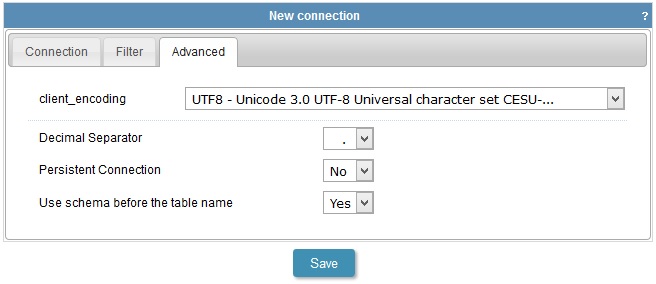 New connection ?
Connection Filter Advanced
client_encoding UTF8 - Unicode 3.0 UTF-8 Universal character set CESU-...
Decimal Separator .
Persistent Connection No
Use schema before the table name Yes
Save